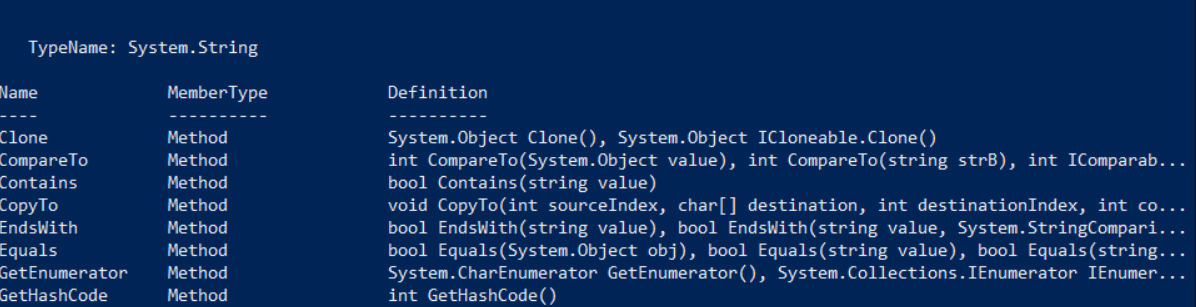 TypeName: System.String
Name MemberType Definition
---- ---------- ----------
Clone Method System.Object Clone(), System.Object ICloneable.Clone()
CompareTo Method int CompareTo(System.Object value), int CompareTo(string strB), int IComparab...
Contains Method bool Contains(string value)
CopyTo Method void CopyTo(int sourceIndex, char[] destination, int destinationIndex, int co...
EndsWith Method bool EndsWith(string value), bool EndsWith(string value, System.StringCompari...
Equals Method bool Equals(System.Object obj), bool Equals(string value), bool Equals(string...
GetEnumerator Method System.CharEnumerator GetEnumerator(), System.Collections.IEnumerator IEnumer...
GetHashCode Method int GetHashCode()